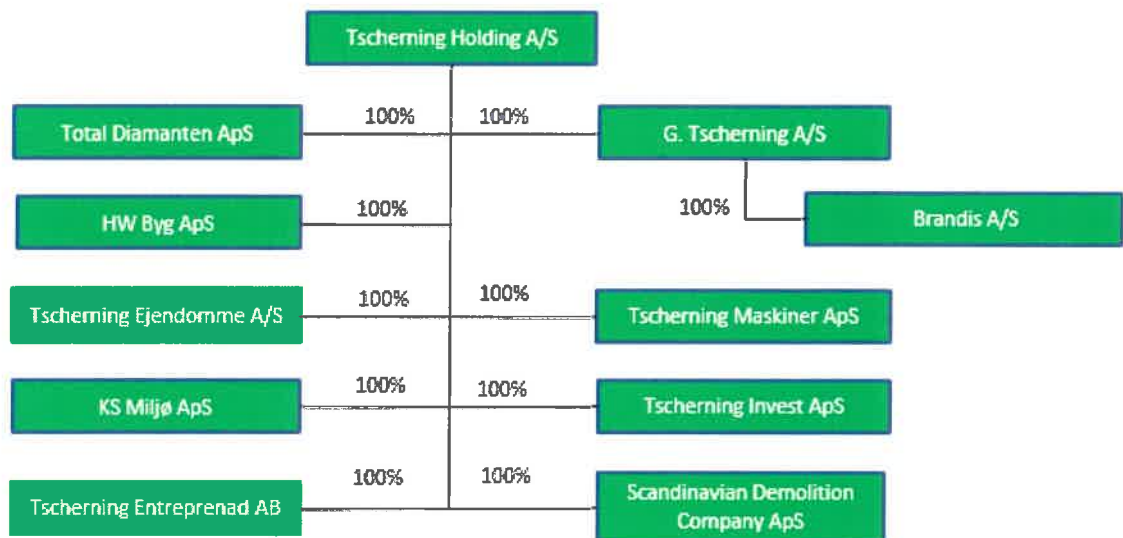 Tscherning Holding A/S
100%
100%
Total Diamanten ApS
G. Tscherning A/S
100%
100%
HW Byg ApS
Brandis A/S
100%
100%
Tscherning Ejendomme A/S
Tscherning Maskiner ApS
100%
100%
KS Miljø ApS
Tscherning Invest ApS
100%
100%
Tscherning Entreprenad AB
Scandinavian Demolition
Company ApS